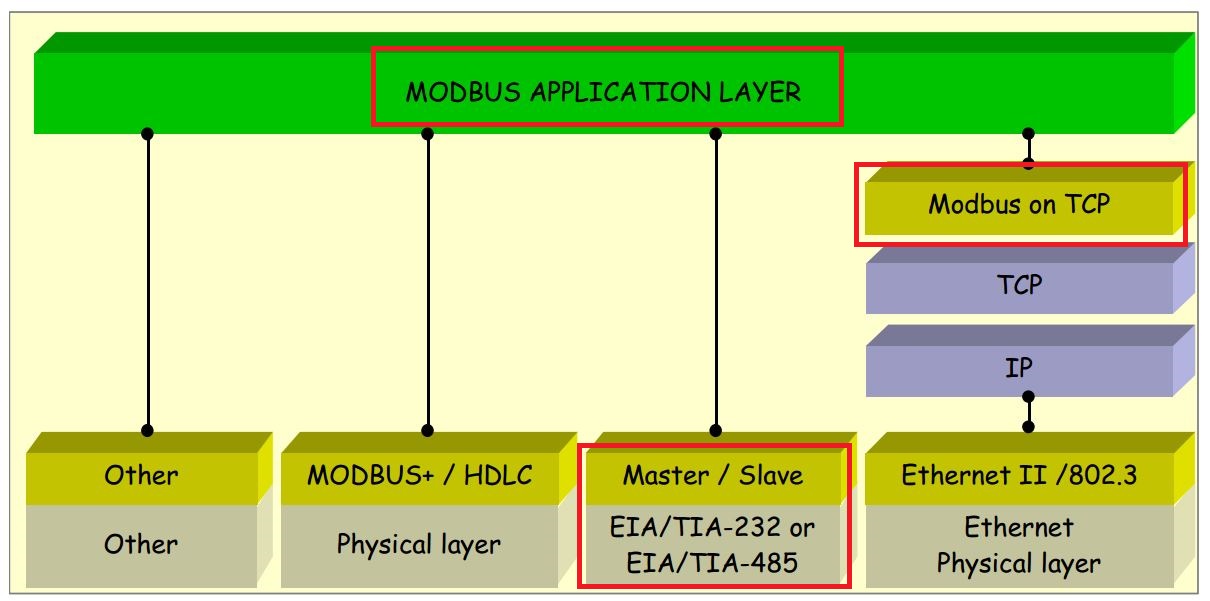 MODBUS APPLICATION LAYER
Modbus on TCP
TCP
IP
Other
MODBUS+ / HDLC
Master / Slave
Ethernet II /802.3
Other
Physical layer
EIA/TIA-232 or
EIA/TIA-485
Ethernet
Physical layer